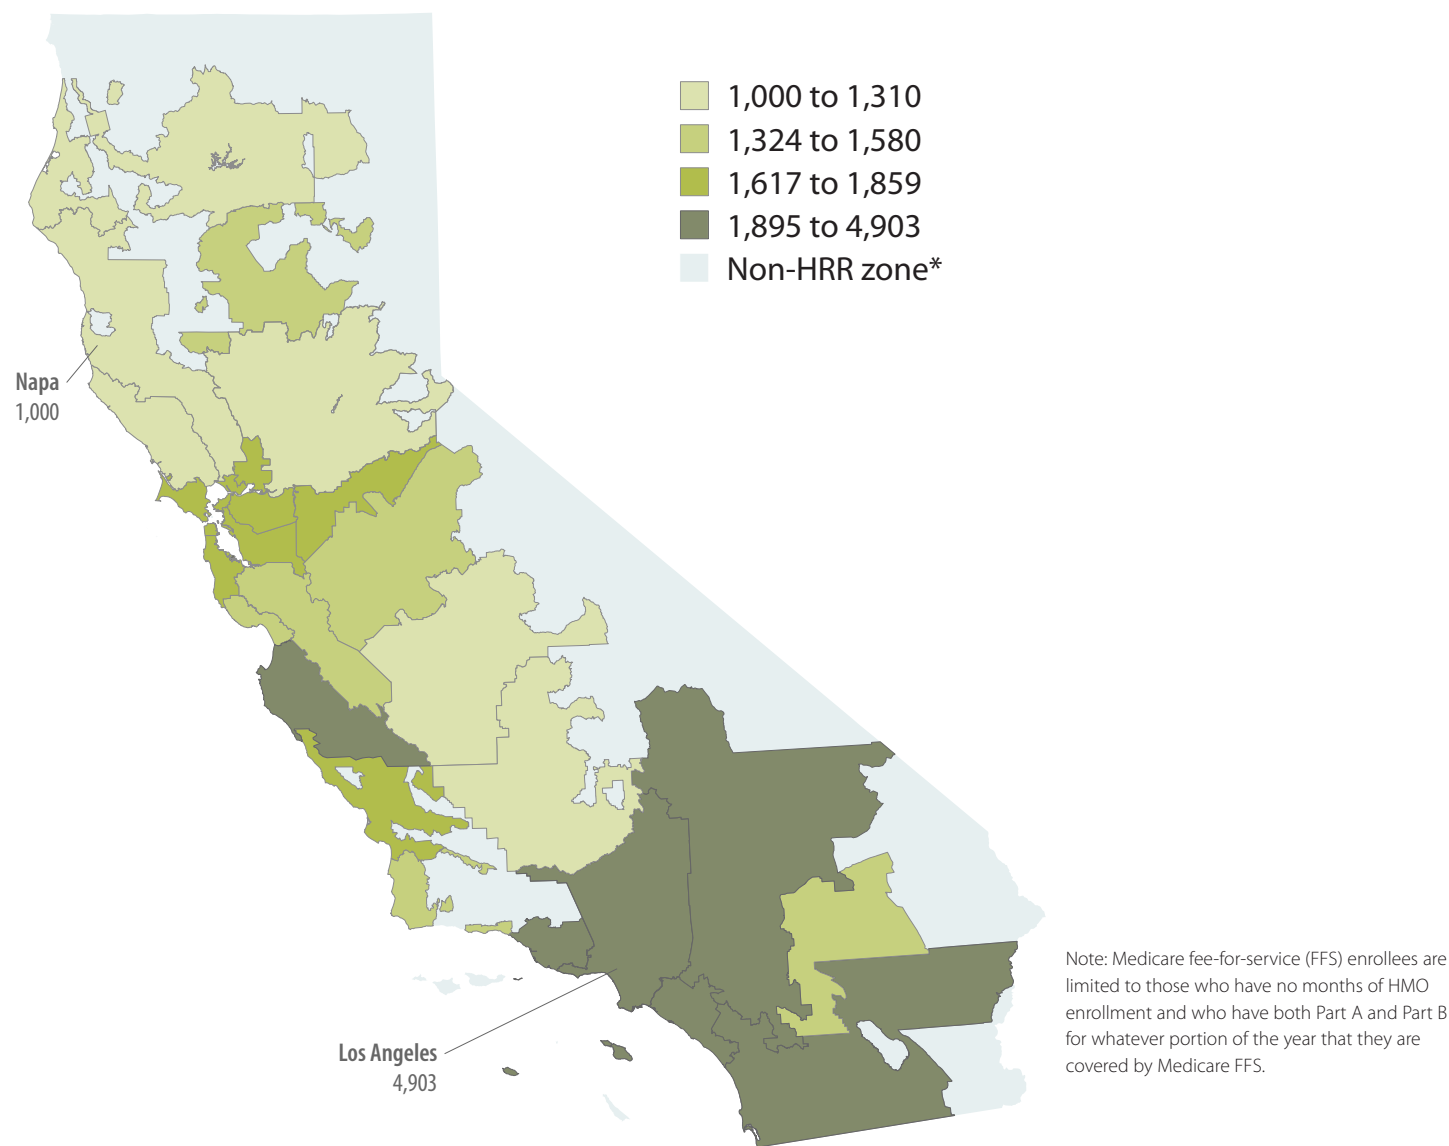 1,000 to 1,310
1,324 to 1,580
1,617 to 1,859
1,895 to 4,903
Non-HRR zone*
Napa
1,000
Los Angeles
4,903
Note: Medicare fee-for-service (FFS) enrollees are
limited to those who have no months of HMO
enrollment and who have both Part A and Part B
for whatever portion of the year that they are
covered by Medicare FFS.